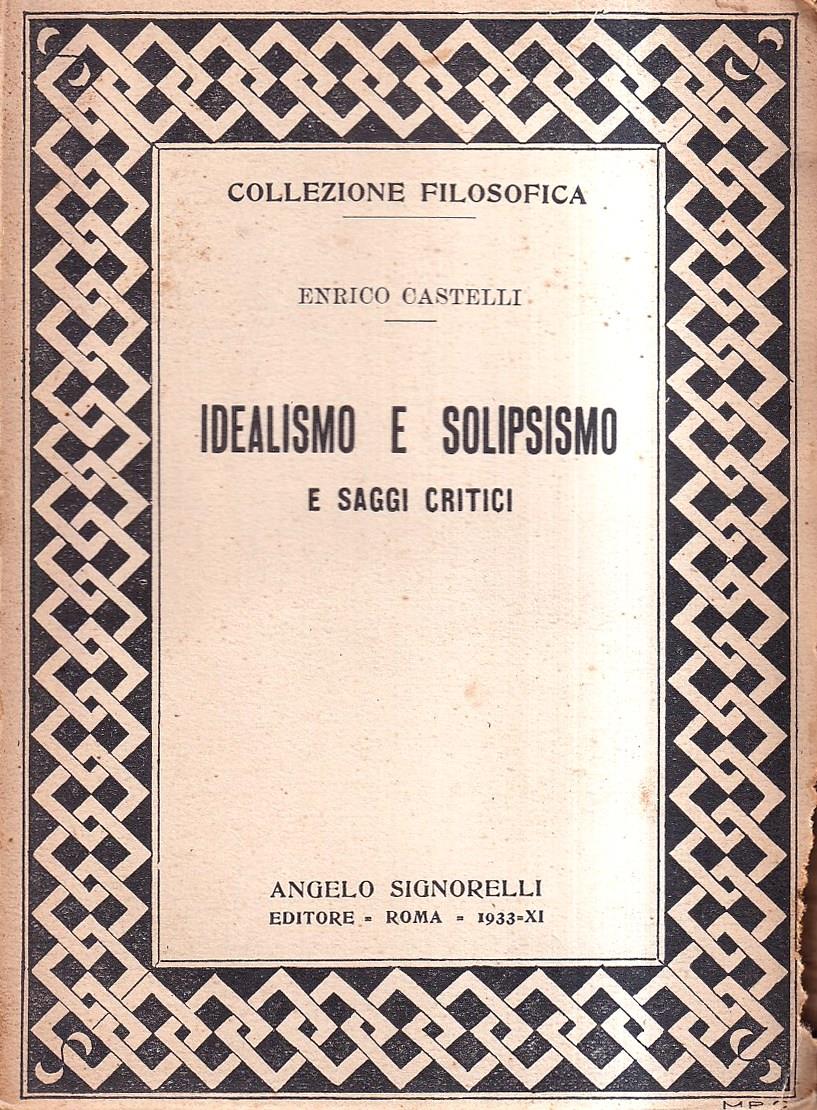 COLLEZIONE FILOSOFICA
ENRICO CASTELLI
IDEALISMO E SOLIPSISMO
E SAGGI CRITICI
ANGELO SIGNORELLI
EDITORE = ROMA = 1933=XI